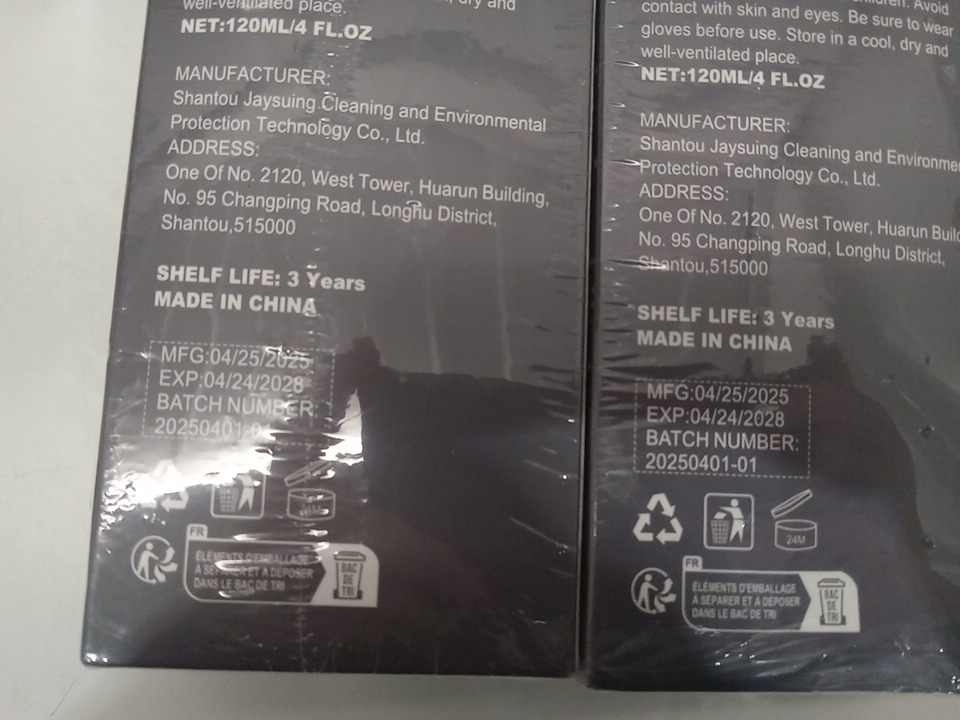 well-ventilated place.
dry and
NET:120ML/4 FL.OZ
MANUFACTURER:
Shantou Jaysuing Cleaning and Environmental
Protection Technology Co., Ltd.
ADDRESS:
One Of No. 2120, West Tower, Huarun Building,
No. 95 Changping Road, Longhu District,
Shantou,515000
SHELF LIFE: 3 Years
MADE IN CHINA
MFG:04/25/2025
EXP:04/24/2028
BATCH NUMBER:
20250401-01
24M
FR
ÉLÉMENTS D'EMBALLAGE
À SÉPARER ET À DÉPOSER
DANS LE BAC DE TRI
BAC
DE
TRI
children. Avoid
contact with skin and eyes. Be sure to wear
gloves before use. Store in a cool, dry and
well-ventilated place.
NET:120ML/4 FL.OZ
MANUFACTURER:
Shantou Jaysuing Cleaning and Environme
Protection Technology Co., Ltd.
ADDRESS:
One Of No. 2120, West Tower, Huarun Build
No. 95 Changping Road, Longhu District,
Shantou,515000
SHELF LIFE: 3 Years
MADE IN CHINA
MFG:04/25/2025
EXP:04/24/2028
BATCH NUMBER:
20250401-01
24M
FR
ÉLÉMENTS D'EMBALLAGE
À SÉPARER ET À DÉPOSER
DANS LE BAC DE TRI
BAC
DE
TRI